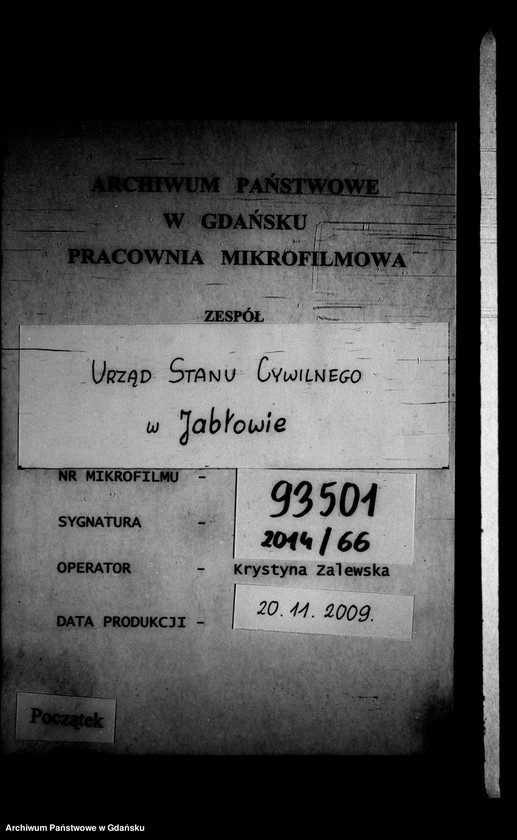 ARCHIWUM PAŃSTWOWE
W GDAŃSKU
PRACOWNIA MIKROFILMOWA
ZESPÓŁ
URZĄD STANU CYWILNEGO
w Jabłowie
NR MIKROFILMU - 93501
SYGNATURA - 2014/66
OPERATOR - Krystyna Zalewska
DATA PRODUKCJI - 20.11.2009.
Początek
Archiwum Państwowe w Gdańsku